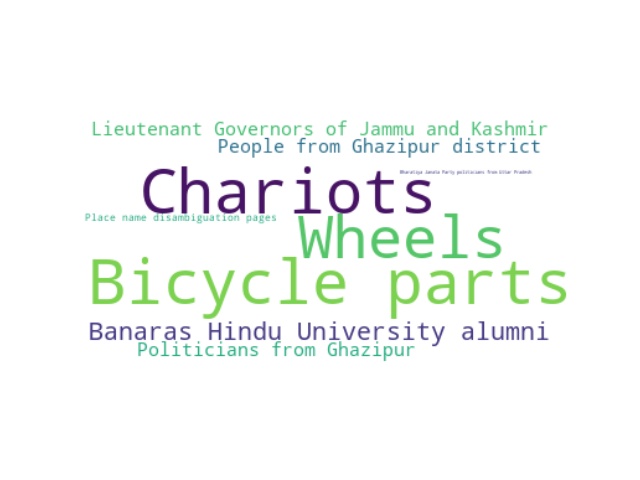 Lieutenant Governors of Jammu and Kashmir
People from Ghazipur district
Bharatiya Janata Party politicians from Uttar Pradesh
Chariots
Place name disambiguation pages
Wheels
Bicycle parts
Banaras Hindu University alumni
Politicians from Ghazipur